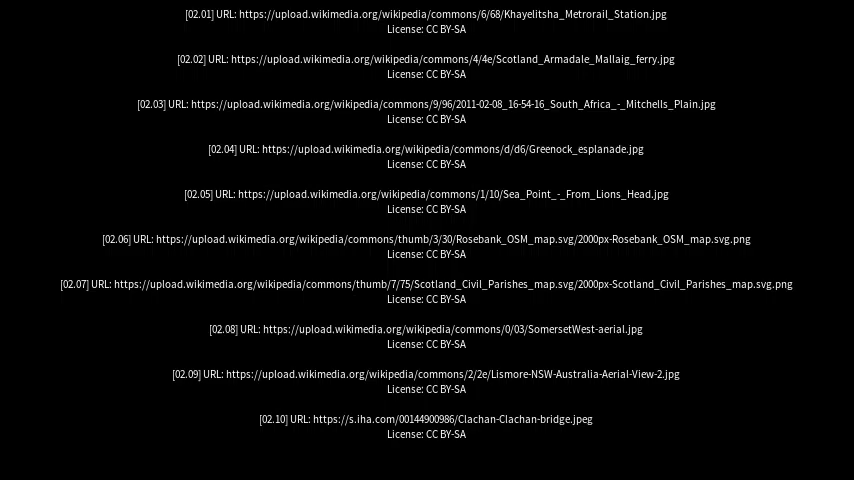 [02.01] URL: https://upload.wikimedia.org/wikipedia/commons/6/68/Khayelitsha_Metrorail_Station.jpg
License: CC BY-SA
[02.02] URL: https://upload.wikimedia.org/wikipedia/commons/4/4e/Scotland_Armadale_Mallaig_ferry.jpg
License: CC BY-SA
[02.03] URL: https://upload.wikimedia.org/wikipedia/commons/9/96/2011-02-08_16-54-16_South_Africa_-_Mitchells_Plain.jpg
License: CC BY-SA
[02.04] URL: https://upload.wikimedia.org/wikipedia/commons/d/d6/Greenock_esplanade.jpg
License: CC BY-SA
[02.05] URL: https://upload.wikimedia.org/wikipedia/commons/1/10/Sea_Point_-_From_Lions_Head.jpg
License: CC BY-SA
[02.06] URL: https://upload.wikimedia.org/wikipedia/commons/thumb/3/30/Rosebank_OSM_map.svg/2000px-Rosebank_OSM_map.svg.png
License: CC BY-SA
[02.07] URL: https://upload.wikimedia.org/wikipedia/commons/thumb/7/75/Scotland_Civil_Parishes_map.svg/2000px-Scotland_Civil_Parishes_map.svg.png
License: CC BY-SA
[02.08] URL: https://upload.wikimedia.org/wikipedia/commons/0/03/SomersetWest-aerial.jpg
License: CC BY-SA
[02.09] URL: https://upload.wikimedia.org/wikipedia/commons/2/2e/Lismore-NSW-Australia-Aerial-View-2.jpg
License: CC BY-SA
[02.10] URL: https://s.iha.com/00144900986/Clachan-Clachan-bridge.jpeg
License: CC BY-SA